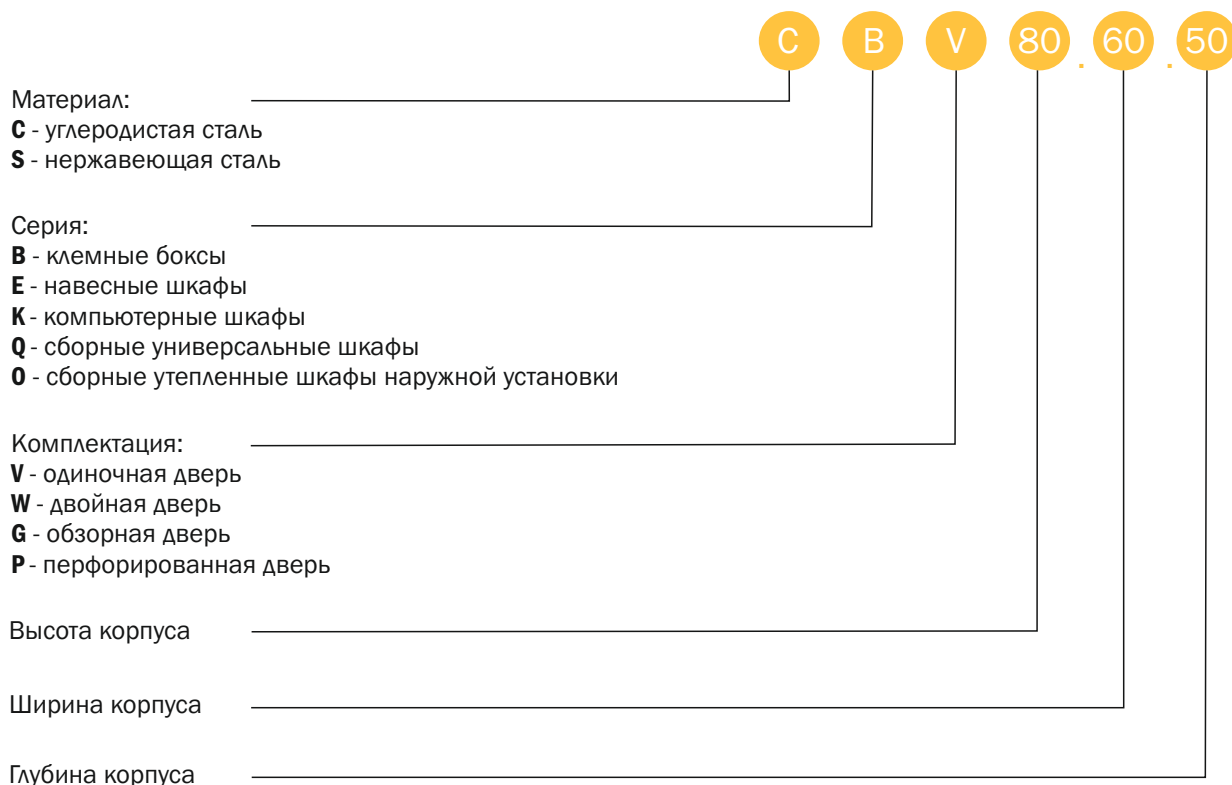 C B V 80 . 60 . 50
Материал:
C - углеродистая сталь
S - нержавеющая сталь
Серия:
B - клемные боксы
E - навесные шкафы
K - компьютерные шкафы
Q - сборные универсальные шкафы
O - сборные утепленные шкафы наружной установки
Комплектация:
V - одиночная дверь
W - двойная дверь
G - обзорная дверь
P - перфорированная дверь
Высота корпуса
Ширина корпуса
Глубина корпуса